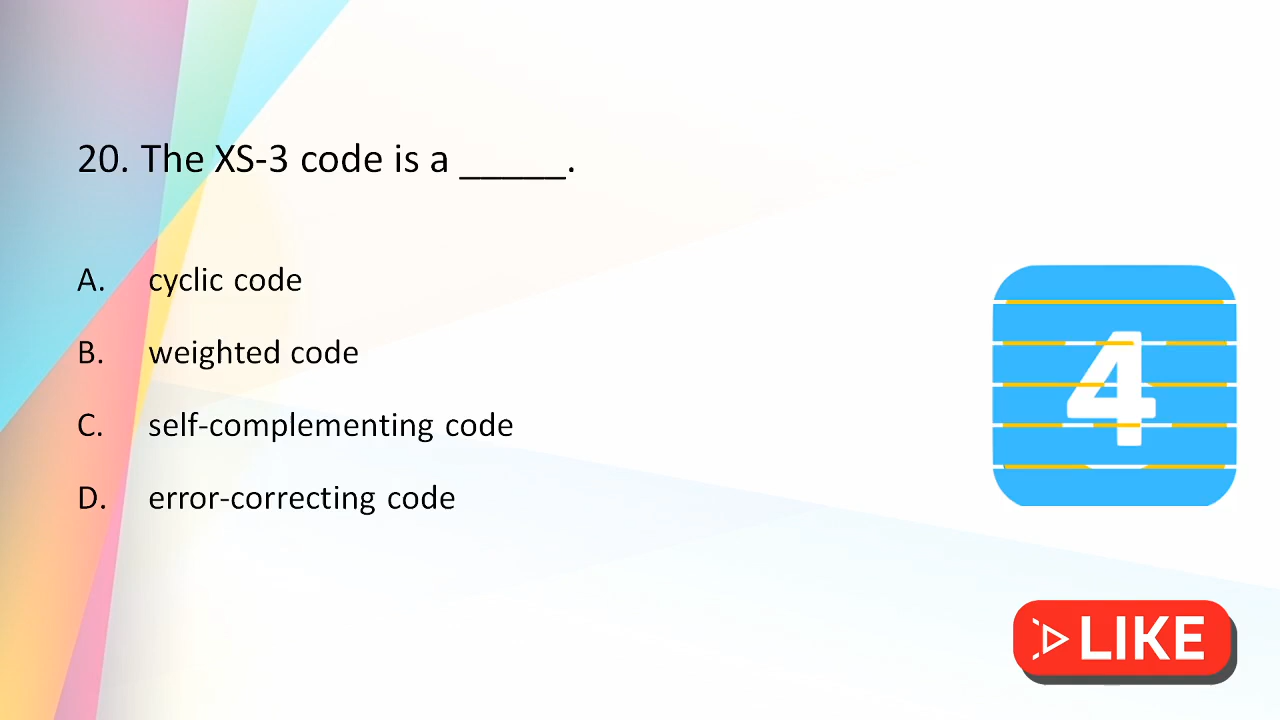 20. The XS-3 code is a _____.
A. cyclic code
B. weighted code
C. self-complementing code
D. error-correcting code
4
LIKE